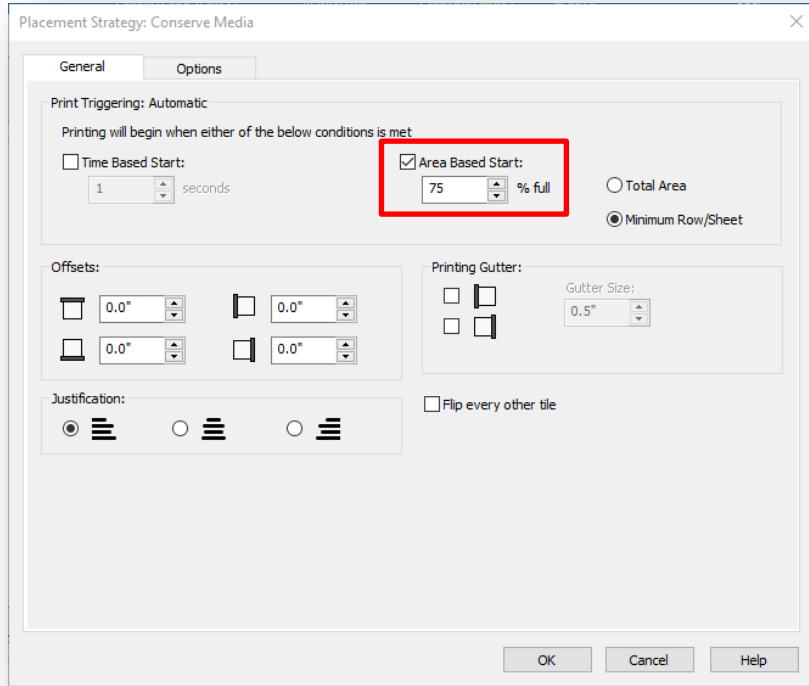 Placement Strategy: Conserve Media
General
Options
Print Triggering: Automatic
Printing will begin when either of the below conditions is met
Time Based Start:
1 seconds
Area Based Start:
75 % full
Total Area
Minimum Row/Sheet
Offsets:
0.0" 0.0"
0.0" 0.0"
Printing Gutter:
Gutter Size:
0.5"
Justification:
Flip every other tile
OK Cancel Help